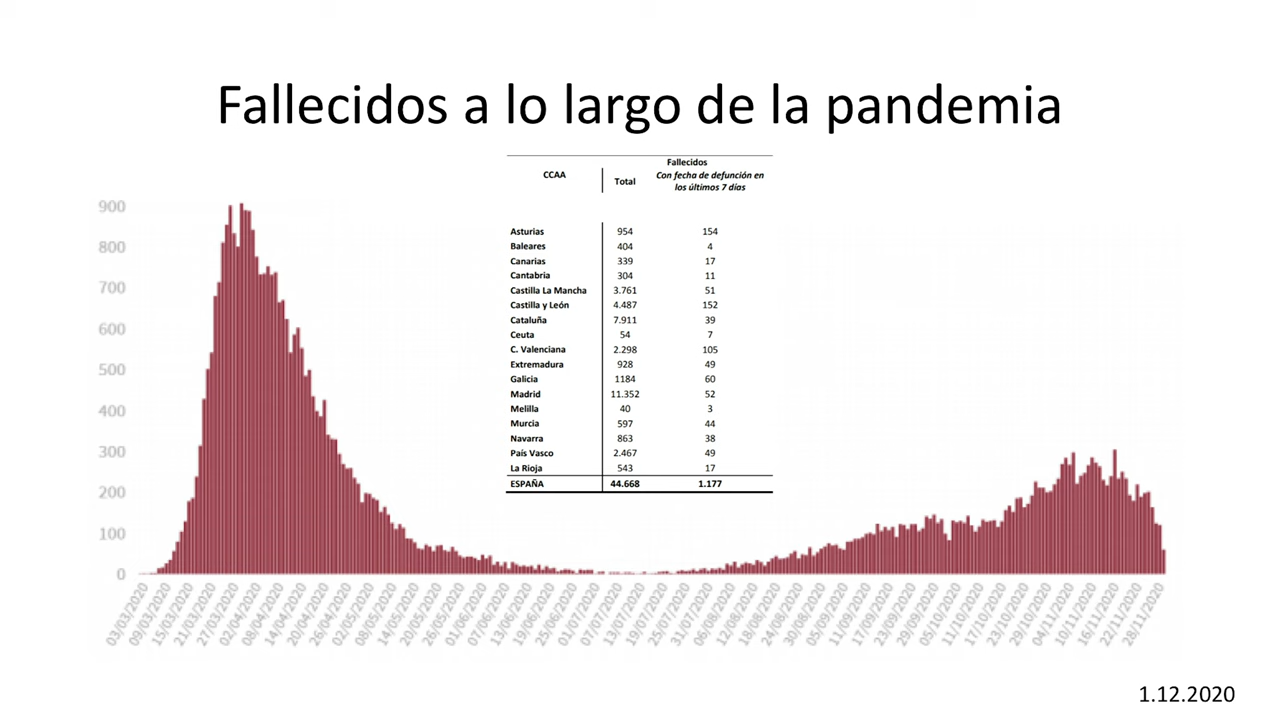 Fallecidos a lo largo de la pandemia
Fallecidos
CCAA Total Con fecha de defunción en
los últimos 7 días
Asturias 954 154
Baleares 404 4
Canarias 339 17
Cantabria 304 11
Castilla La Mancha 3.761 51
Castilla y León 4.487 152
Cataluña 7.911 39
Ceuta 54 7
C. Valenciana 2.298 105
Extremadura 928 49
Galicia 1184 60
Madrid 11.352 52
Melilla 40 3
Murcia 597 44
Navarra 863 38
País Vasco 2.467 49
La Rioja 543 17
ESPAÑA 44.668 1.177
900
800
700
600
500
400
300
200
100
0
03/03/2020
09/03/2020
15/03/2020
21/03/2020
27/03/2020
02/04/2020
08/04/2020
14/04/2020
20/04/2020
26/04/2020
02/05/2020
08/05/2020
14/05/2020
20/05/2020
26/05/2020
01/06/2020
07/06/2020
13/06/2020
19/06/2020
25/06/2020
01/07/2020
07/07/2020
13/07/2020
19/07/2020
25/07/2020
31/07/2020
06/08/2020
12/08/2020
18/08/2020
24/08/2020
30/08/2020
05/09/2020
11/09/2020
17/09/2020
23/09/2020
29/09/2020
05/10/2020
11/10/2020
17/10/2020
23/10/2020
29/10/2020
04/11/2020
10/11/2020
16/11/2020
22/11/2020
28/11/2020
1.12.2020